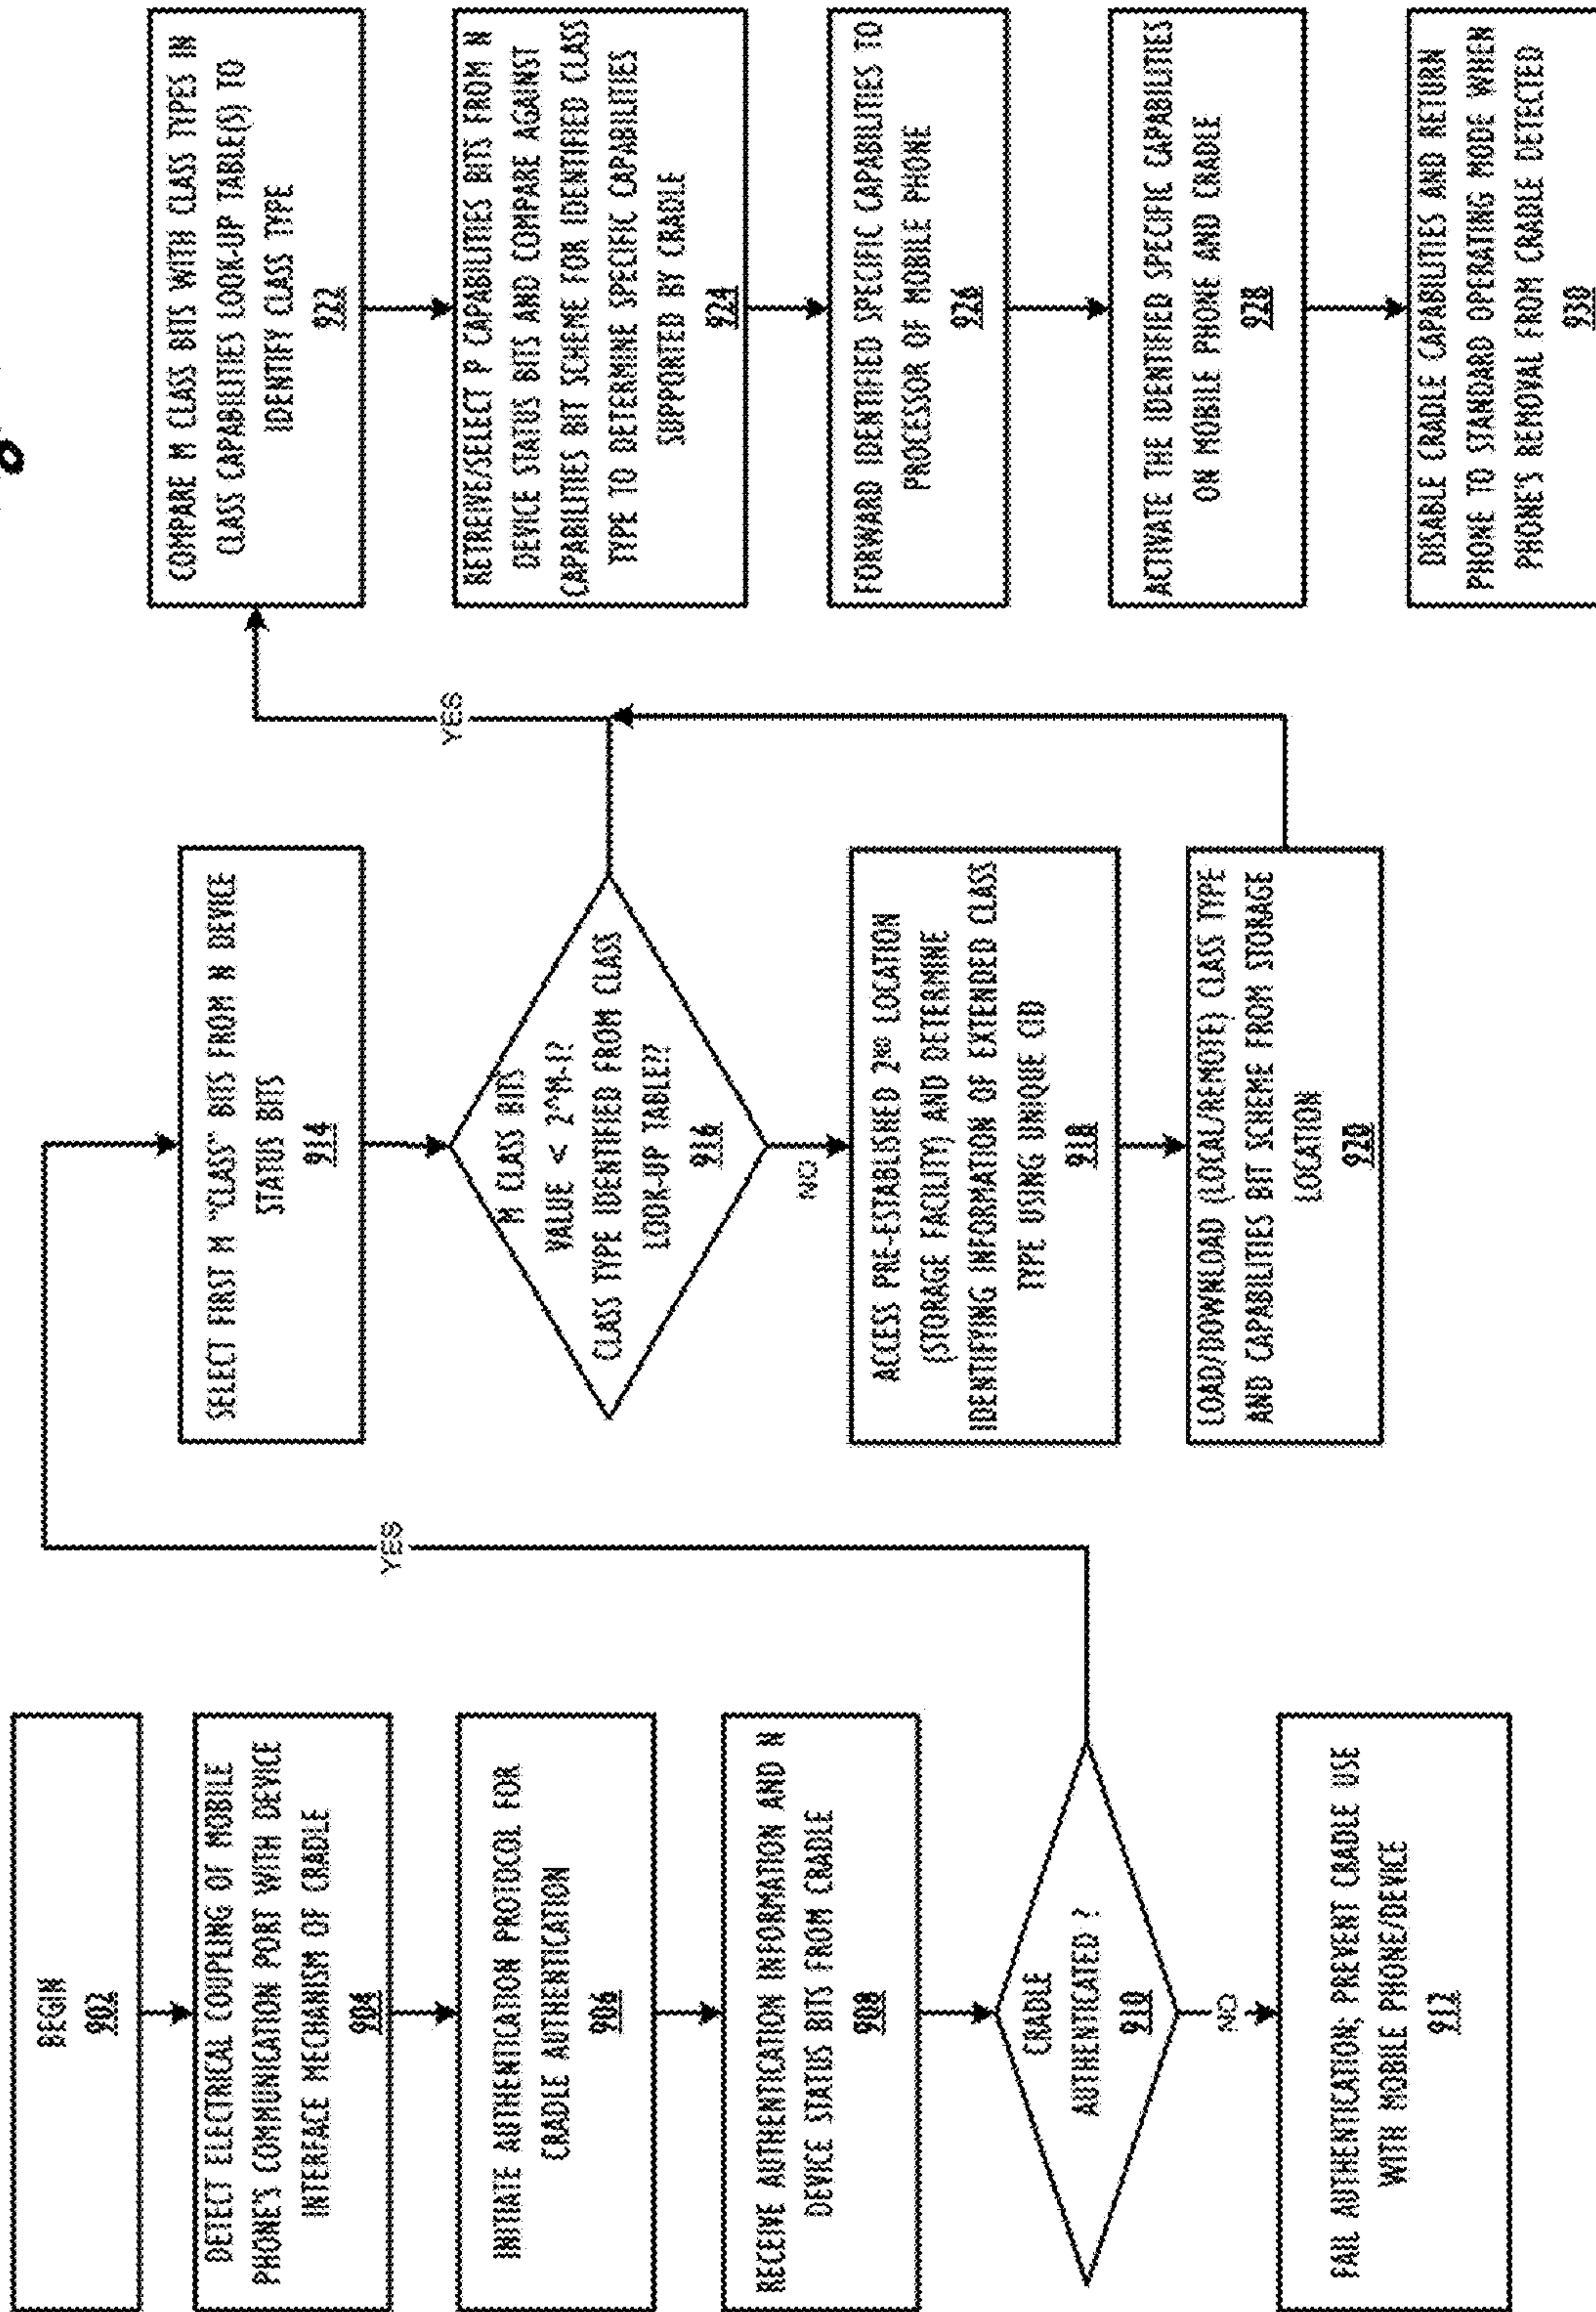 BEGIN
902
DETECT ELECTRICAL COUPLING OF MOBILE
PHONE'S COMMUNICATION PORT WITH DEVICE
INTERFACE MECHANISM OF CRADLE
904
INITIATE AUTHENTICATION PROTOCOL FOR
CRADLE AUTHENTICATION
906
RECEIVE AUTHENTICATION INFORMATION AND N
DEVICE STATUS BITS FROM CRADLE
908
CRADLE
AUTHENTICATED ?
910
YES
NO
FAIL AUTHENTICATION; PREVENT CRADLE USE
WITH MOBILE PHONE/DEVICE
912
SELECT FIRST M "CLASS" BITS FROM N DEVICE
STATUS BITS
914
M CLASS BITS
VALUE < 2^M-1?
CLASS TYPE IDENTIFIED FROM CLASS
LOOK-UP TABLE??
916
YES
NO
ACCESS PRE-ESTABLISHED 2ND LOCATION
(STORAGE FACILITY) AND DETERMINE
IDENTIFYING INFORMATION OF EXTENDED CLASS
TYPE USING UNIQUE CID
918
LOAD/DOWNLOAD (LOCAL/REMOTE) CLASS TYPE
AND CAPABILITIES BIT SCHEME FROM STORAGE
LOCATION
920
COMPARE M CLASS BITS WITH CLASS TYPES IN
CLASS CAPABILITIES LOOK-UP TABLE(S) TO
IDENTIFY CLASS TYPE
922
RETREIVE/SELECT P CAPABILITIES BITS FROM N
DEVICE STATUS BITS AND COMPARE AGAINST
CAPABILITIES BIT SCHEME FOR IDENTIFIED CLASS
TYPE TO DETERMINE SPECIFIC CAPABILITIES
SUPPORTED BY CRADLE
924
FORWARD IDENTIFIED SPECIFIC CAPABILITIES TO
PROCESSOR OF MOBILE PHONE
926
ACTIVATE THE IDENTIFIED SPECIFIC CAPABILITIES
ON MOBILE PHONE AND CRADLE
928
DISABLE CRADLE CAPABILITIES AND RETURN
PHONE TO STANDARD OPERATING MODE WHEN
PHONE'S REMOVAL FROM CRADLE DETECTED
930